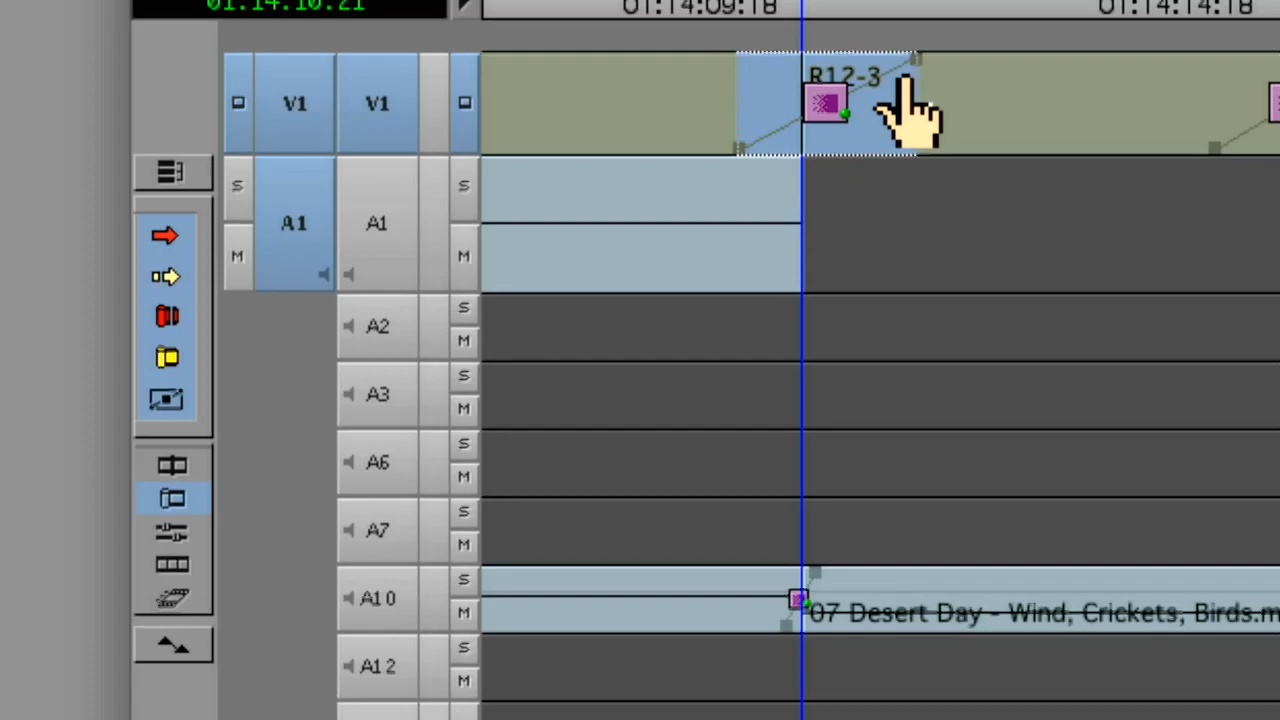 01:14:10:21
01:14:09:18 01:14:14:18
V1 V1 R12-3
S A1 A1 S
M M
A2 S
M
A3 S
M
A6 S
M
A7 S
M
A10 S
M
07 Desert Day - Wind, Crickets, Birds.m
A12 S
M